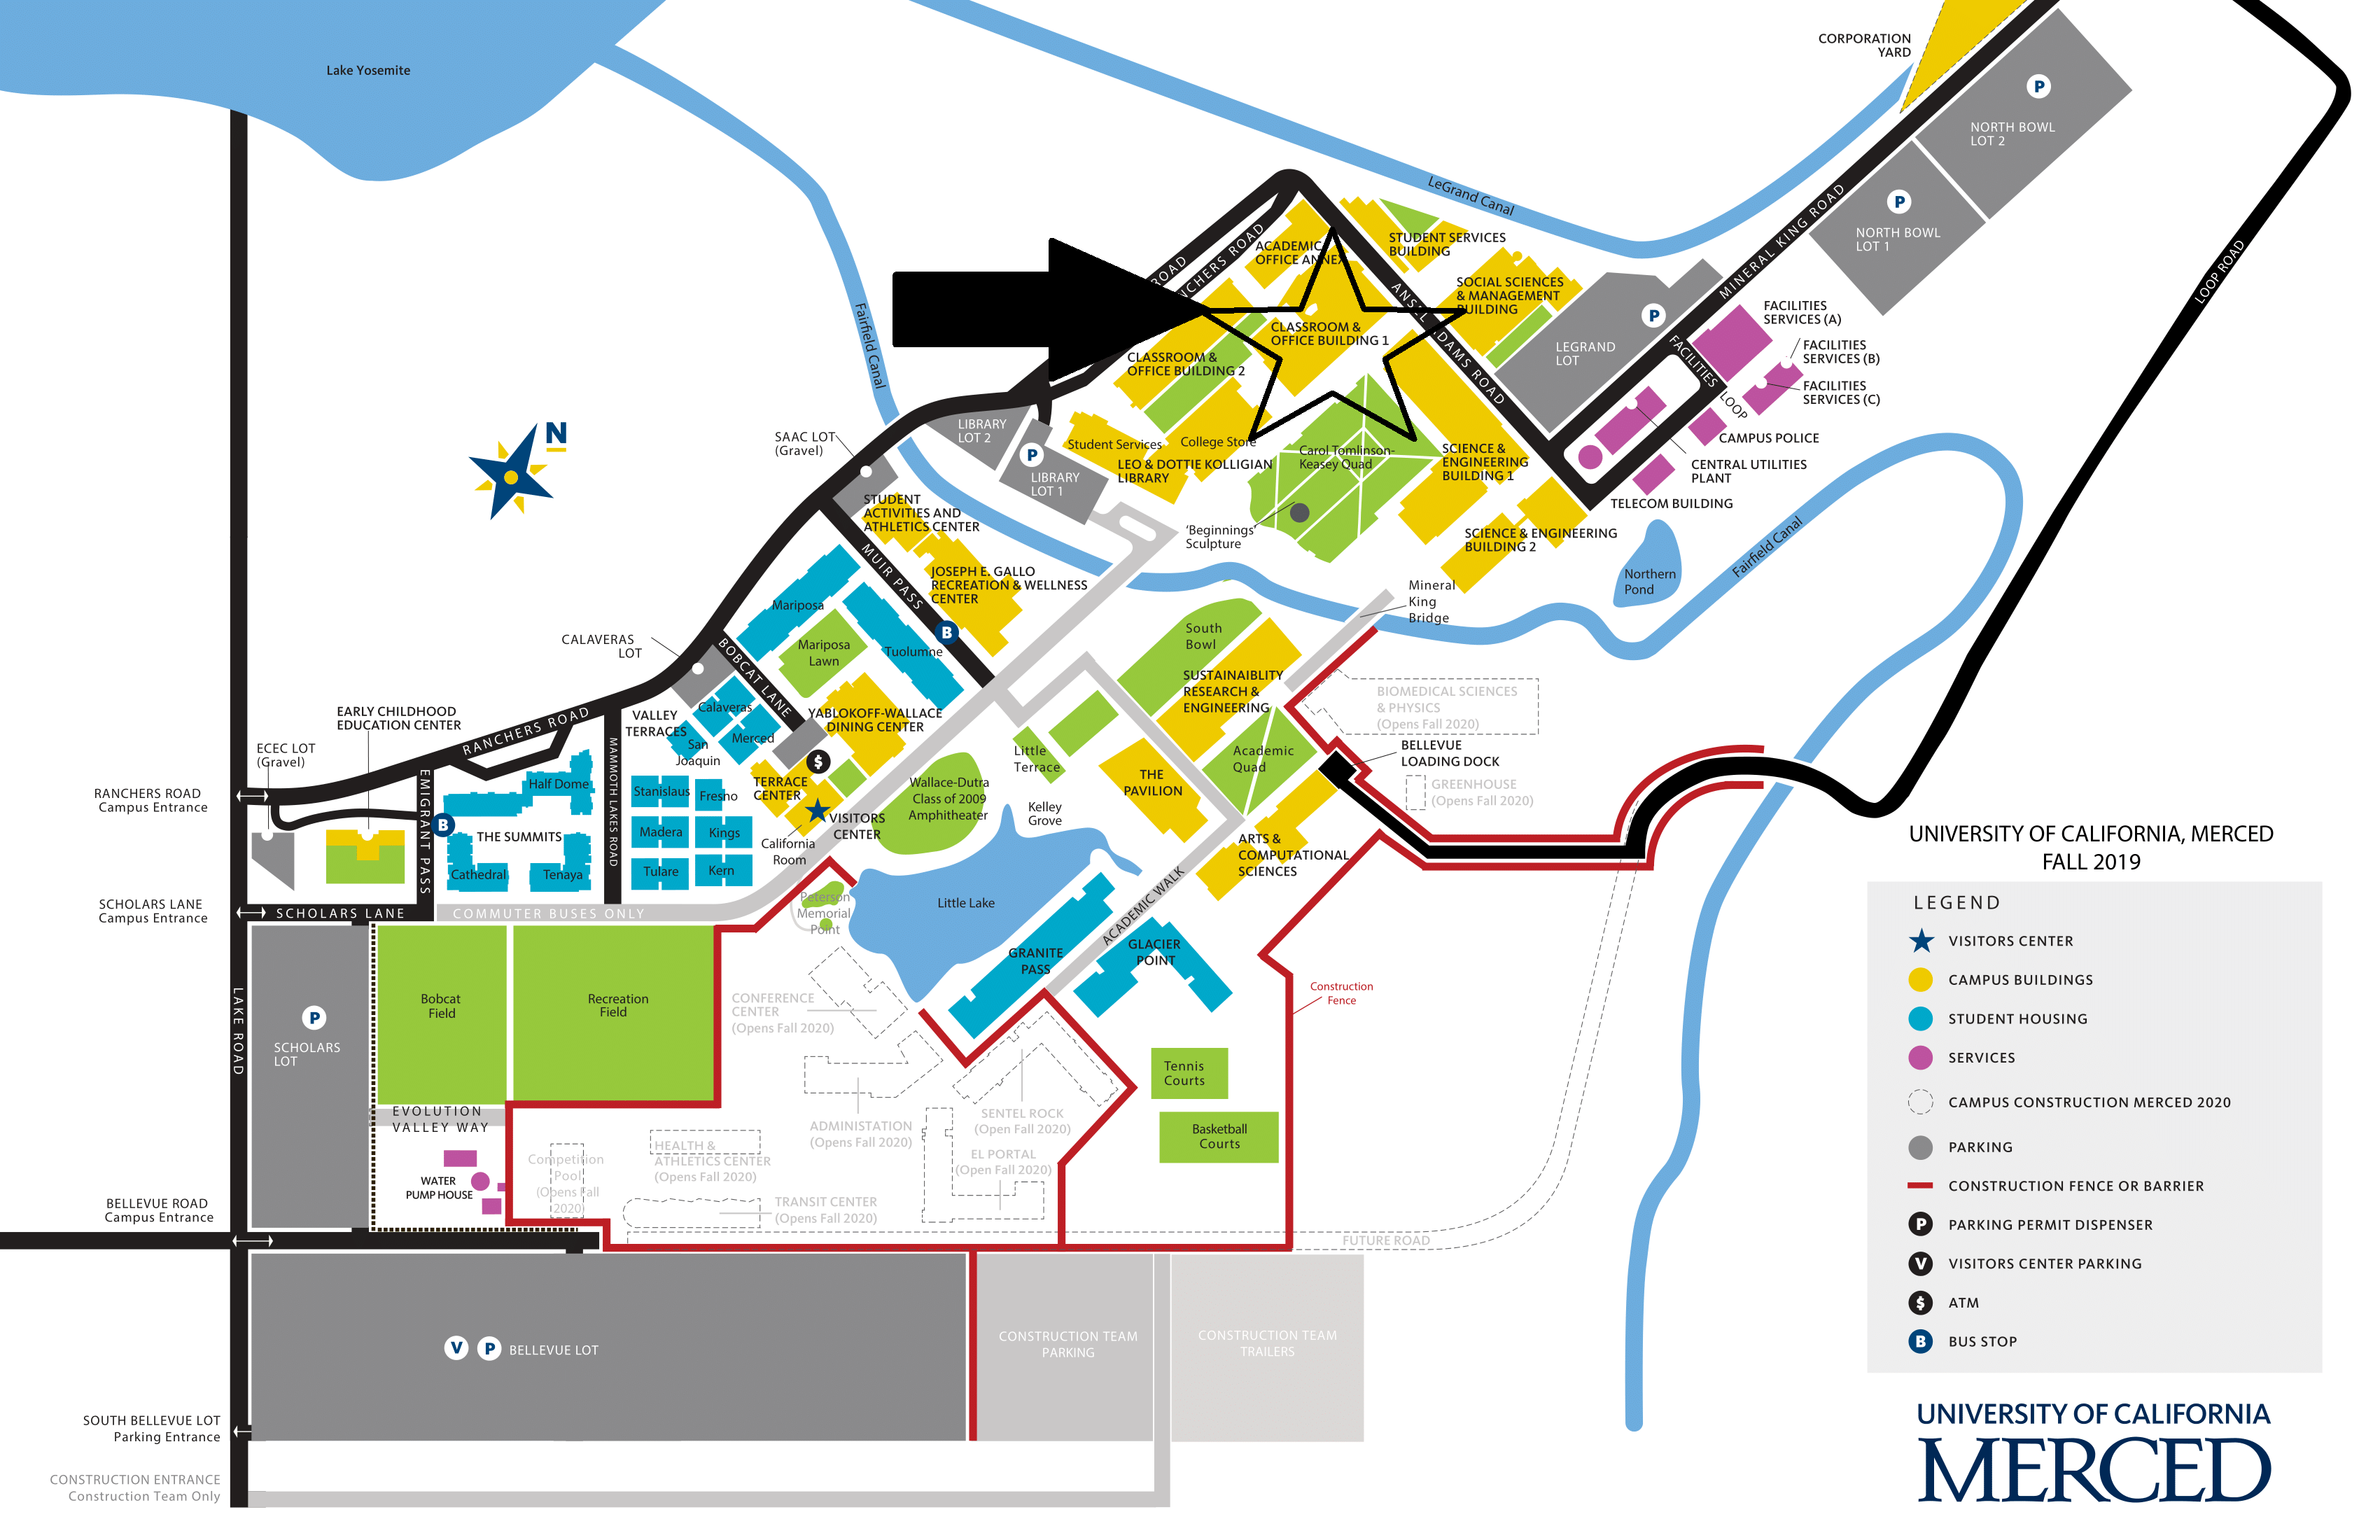 Lake Yosemite
CORPORATION
YARD
NORTH BOWL
LOT 2
NORTH BOWL
LOT 1
LeGrand Canal
MINERAL KING ROAD
LOOP ROAD
ROAD
RANCHERS ROAD
ACADEMIC
OFFICE ANNEX
STUDENT SERVICES
BUILDING
SOCIAL SCIENCES
& MANAGEMENT
BUILDING
ANSEL ADAMS ROAD
CLASSROOM &
OFFICE BUILDING 1
CLASSROOM &
OFFICE BUILDING 2
LEGRAND
LOT
P
P
P
FACILITIES
SERVICES (A)
FACILITIES
SERVICES (B)
FACILITIES
SERVICES (C)
FACILITIES
LOOP
CAMPUS POLICE
CENTRAL UTILITIES
PLANT
TELECOM BUILDING
Fairfield Canal
N
SAAC LOT
(Gravel)
LIBRARY
LOT 2
P
LIBRARY
LOT 1
Student Services
College Store
LEO & DOTTIE KOLLIGIAN
LIBRARY
Carol Tomlinson-
Keasey Quad
SCIENCE &
ENGINEERING
BUILDING 1
'Beginnings'
Sculpture
SCIENCE & ENGINEERING
BUILDING 2
Northern
Pond
Fairfield Canal
STUDENT
ACTIVITIES AND
ATHLETICS CENTER
MUIR PASS
JOSEPH E. GALLO
RECREATION & WELLNESS
CENTER
B
Mineral
King
Bridge
Mariposa
Mariposa
Lawn
Tuolumne
CALAVERAS
LOT
BOBCAT LANE
South
Bowl
SUSTAINAIBLITY
RESEARCH &
ENGINEERING
BIOMEDICAL SCIENCES
& PHYSICS
(Opens Fall 2020)
EARLY CHILDHOOD
EDUCATION CENTER
ECEC LOT
(Gravel)
RANCHERS ROAD
VALLEY
TERRACES
Calaveras
San
Joaquin
Merced
YABLOKOFF-WALLACE
DINING CENTER
$
Little
Terrace
Academic
Quad
BELLEVUE
LOADING DOCK
GREENHOUSE
(Opens Fall 2020)
RANCHERS ROAD
Campus Entrance
EMIGRANT PASS
B
Half Dome
THE SUMMITS
Cathedral
Tenaya
MAMMOTH LAKES ROAD
Stanislaus
Fresno
Madera
Kings
Tulare
Kern
TERRACE
CENTER
VISITORS
CENTER
California
Room
Wallace-Dutra
Class of 2009
Amphitheater
Kelley
Grove
THE
PAVILION
ARTS &
COMPUTATIONAL
SCIENCES
SCHOLARS LANE
Campus Entrance
SCHOLARS LANE
COMMUTER BUSES ONLY
Peterson
Memorial
Point
Little Lake
ACADEMIC WALK
GRANITE
PASS
GLACIER
POINT
LAKE ROAD
P
SCHOLARS
LOT
Bobcat
Field
Recreation
Field
CONFERENCE
CENTER
(Opens Fall 2020)
Construction
Fence
Tennis
Courts
Basketball
Courts
EVOLUTION
VALLEY WAY
ADMINISTATION
(Opens Fall 2020)
SENTEL ROCK
(Open Fall 2020)
EL PORTAL
(Open Fall 2020)
HEALTH &
ATHLETICS CENTER
(Opens Fall 2020)
Competition
Pool
(Opens Fall
2020)
WATER
PUMP HOUSE
TRANSIT CENTER
(Opens Fall 2020)
BELLEVUE ROAD
Campus Entrance
FUTURE ROAD
V
P
BELLEVUE LOT
CONSTRUCTION TEAM
PARKING
CONSTRUCTION TEAM
TRAILERS
SOUTH BELLEVUE LOT
Parking Entrance
CONSTRUCTION ENTRANCE
Construction Team Only
UNIVERSITY OF CALIFORNIA, MERCED
FALL 2019
LEGEND
VISITORS CENTER
CAMPUS BUILDINGS
STUDENT HOUSING
SERVICES
CAMPUS CONSTRUCTION MERCED 2020
PARKING
CONSTRUCTION FENCE OR BARRIER
P PARKING PERMIT DISPENSER
V VISITORS CENTER PARKING
$ ATM
B BUS STOP
UNIVERSITY OF CALIFORNIA
MERCED